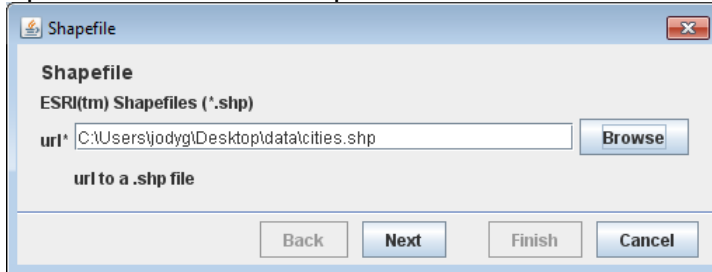 Shapefile
Shapefile
ESRI(tm) Shapefiles (*.shp)
url* C:\Users\jodyg\Desktop\data\cities.shp Browse
url to a .shp file
Back Next Finish Cancel